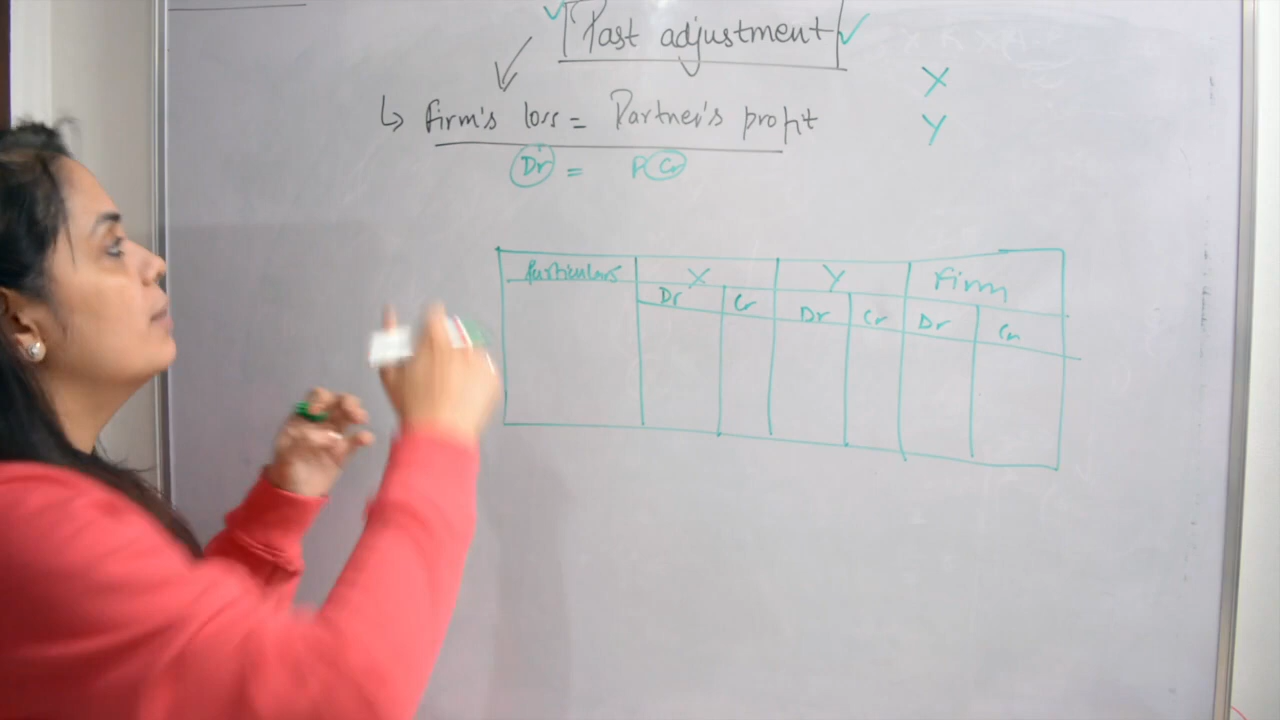 Past adjustment
X
↳ firm's loss = Partner's profit
Y
Dr = P Cr
Particulars X Y Firm
Dr Cr Dr Cr Dr Cr